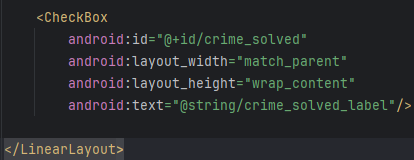 <CheckBox
android:id="@+id/crime_solved"
android:layout_width="match_parent"
android:layout_height="wrap_content"
android:text="@string/crime_solved_label"/>
</LinearLayout>